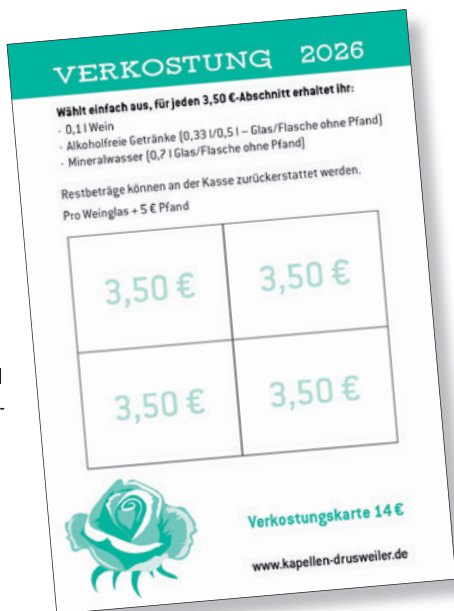 VERKOSTUNG 2026
Wählt einfach aus, für jeden 3,50 €-Abschnitt erhaltet ihr:
· 0,1 l Wein
· Alkoholfreie Getränke (0,33 l/0,5 l – Glas/Flasche ohne Pfand)
· Mineralwasser (0,7 l Glas/Flasche ohne Pfand)
Restbeträge können an der Kasse zurückerstattet werden.
Pro Weinglas + 5 € Pfand
3,50 € 3,50 €
3,50 € 3,50 €
Verkostungskarte 14 €
www.kapellen-drusweiler.de